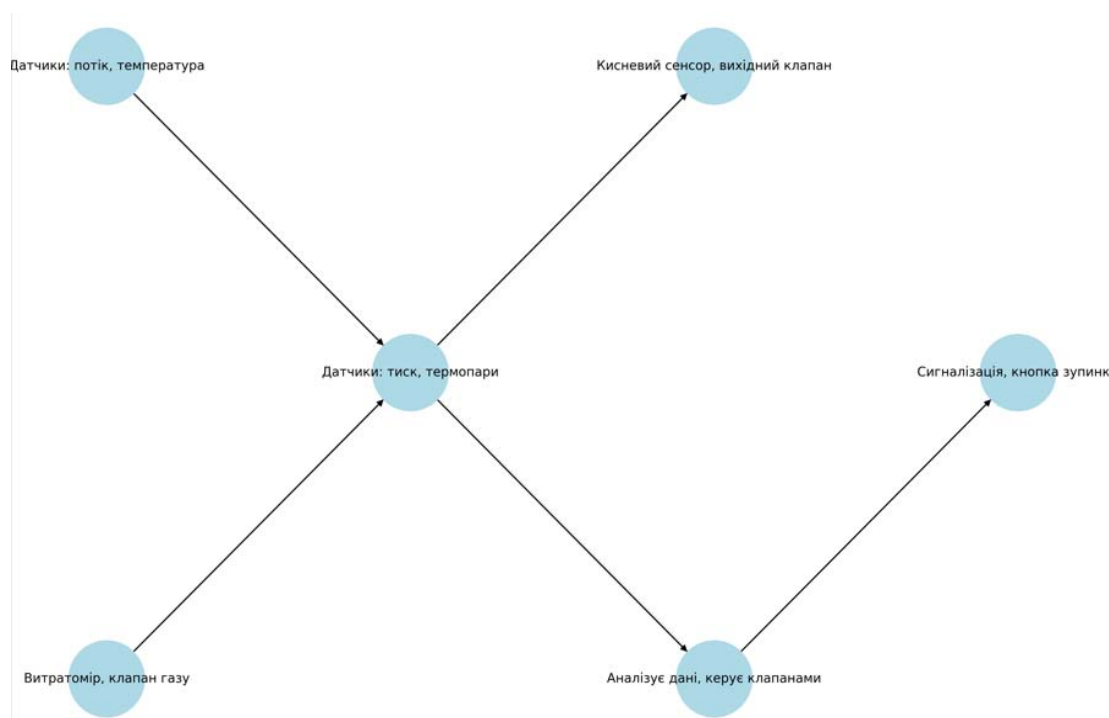 Датчики: потік, температура
Кисневий сенсор, вихідний клапан
Датчики: тиск, термопари
Сигналізація, кнопка зупинк
Витратомір, клапан газу
Аналізує дані, керує клапанами